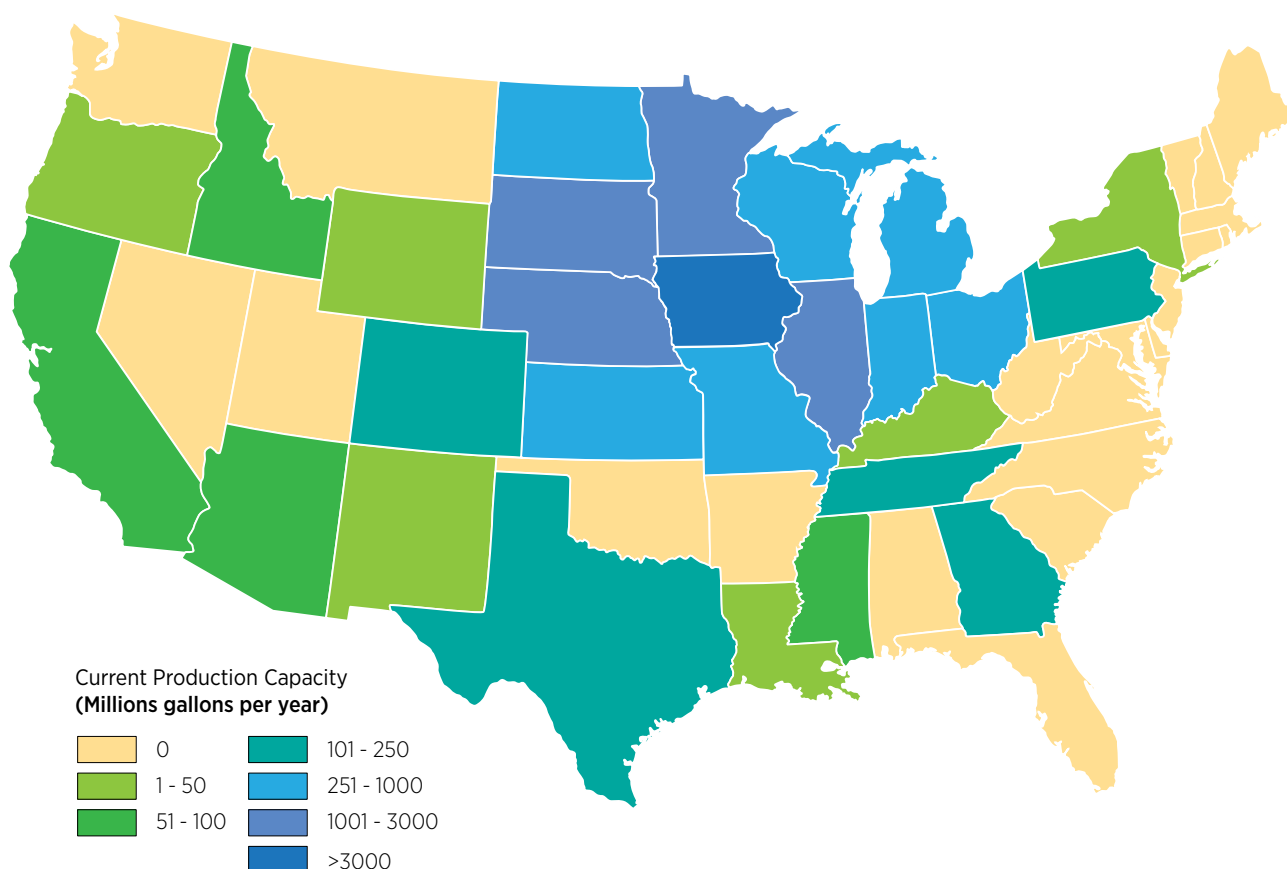 Current Production Capacity
(Millions gallons per year)
0
1 - 50
51 - 100
101 - 250
251 - 1000
1001 - 3000
>3000